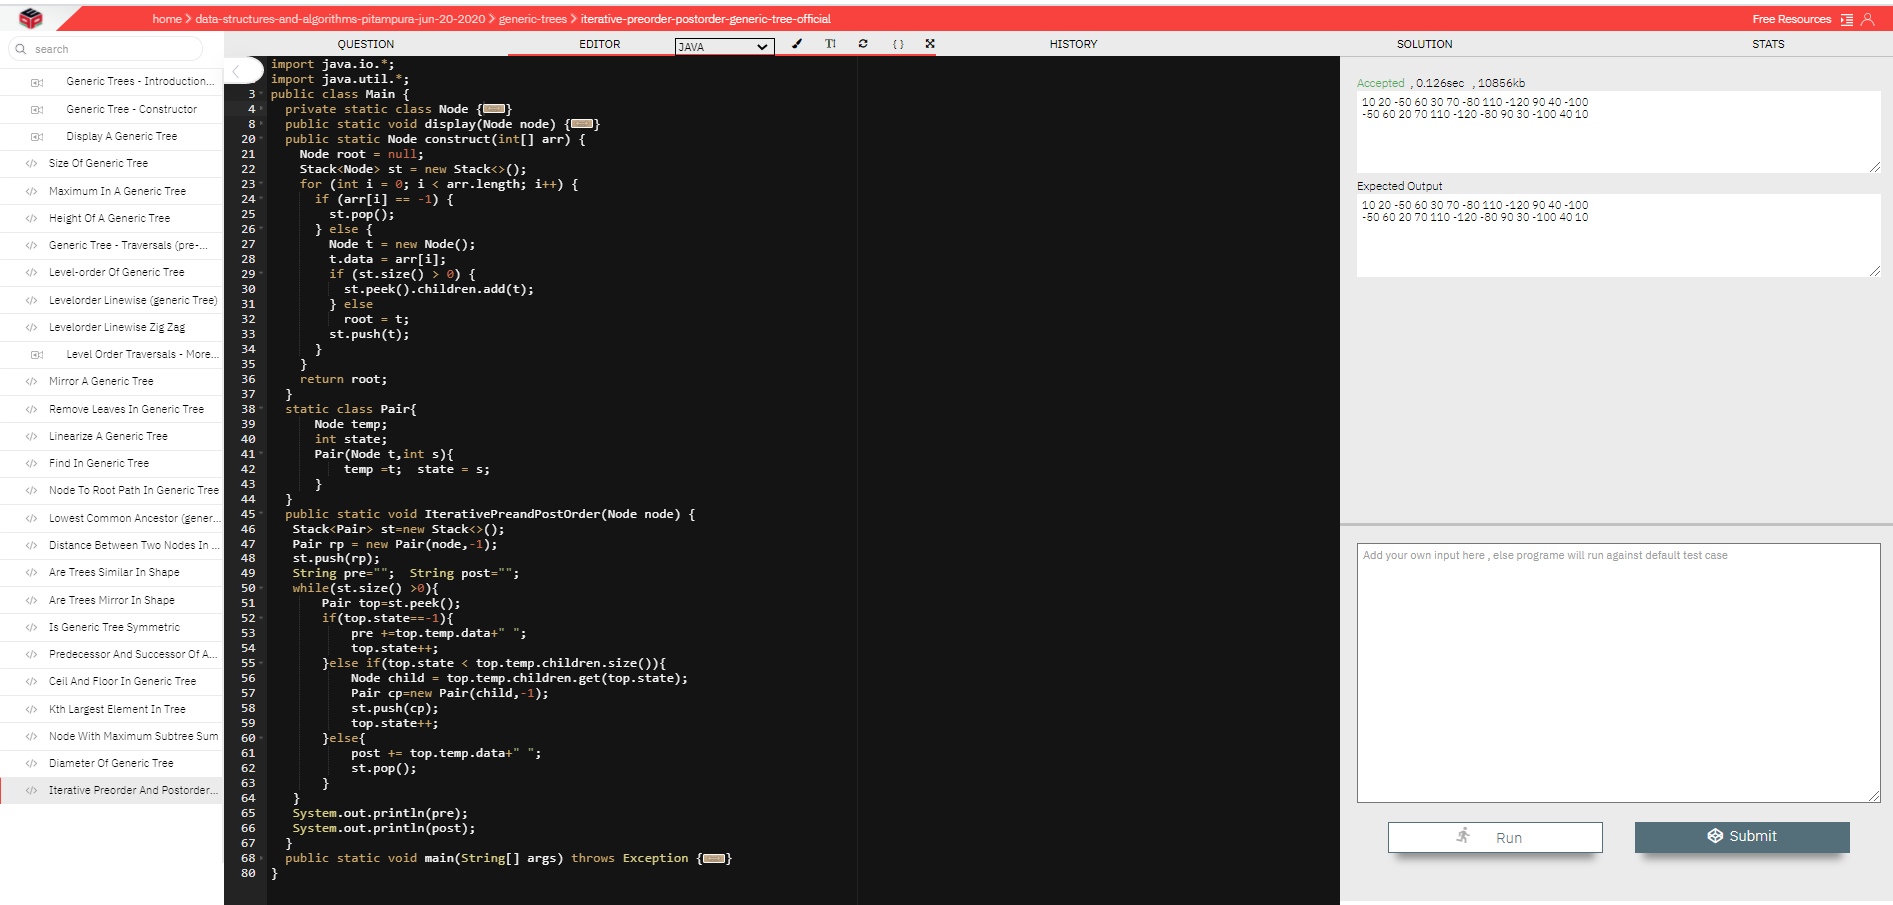 home > data-structures-and-algorithms-pitampura-jun-20-2020 > generic-trees > iterative-preorder-postorder-generic-tree-official
Free Resources
search
QUESTION
EDITOR
JAVA
HISTORY
SOLUTION
STATS
Generic Trees - Introduction...
Generic Tree - Constructor
Display A Generic Tree
Size Of Generic Tree
Maximum In A Generic Tree
Height Of A Generic Tree
Generic Tree - Traversals (pre-...
Level-order Of Generic Tree
Levelorder Linewise (generic Tree)
Levelorder Linewise Zig Zag
Level Order Traversals - More...
Mirror A Generic Tree
Remove Leaves In Generic Tree
Linearize A Generic Tree
Find In Generic Tree
Node To Root Path In Generic Tree
Lowest Common Ancestor (gener...
Distance Between Two Nodes In ...
Are Trees Similar In Shape
Are Trees Mirror In Shape
Is Generic Tree Symmetric
Predecessor And Successor Of A...
Ceil And Floor In Generic Tree
Kth Largest Element In Tree
Node With Maximum Subtree Sum
Diameter Of Generic Tree
Iterative Preorder And Postorder...
import java.io.*;
import java.util.*;
3 public class Main {
4 private static class Node {...}
8 public static void display(Node node) {...}
20 public static Node construct(int[] arr) {
21 Node root = null;
22 Stack<Node> st = new Stack<>();
23 for (int i = 0; i < arr.length; i++) {
24 if (arr[i] == -1) {
25 st.pop();
26 } else {
27 Node t = new Node();
28 t.data = arr[i];
29 if (st.size() > 0) {
30 st.peek().children.add(t);
31 } else
32 root = t;
33 st.push(t);
34 }
35 }
36 return root;
37 }
38 static class Pair{
39 Node temp;
40 int state;
41 Pair(Node t,int s){
42 temp =t;  state = s;
43 }
44 }
45 public static void IterativePreandPostOrder(Node node) {
46 Stack<Pair> st=new Stack<>();
47 Pair rp = new Pair(node,-1);
48 st.push(rp);
49 String pre="";  String post="";
50 while(st.size() >0){
51 Pair top=st.peek();
52 if(top.state==-1){
53 pre +=top.temp.data+" ";
54 top.state++;
55 }else if(top.state < top.temp.children.size()){
56 Node child = top.temp.children.get(top.state);
57 Pair cp=new Pair(child,-1);
58 st.push(cp);
59 top.state++;
60 }else{
61 post += top.temp.data+" ";
62 st.pop();
63 }
64 }
65 System.out.println(pre);
66 System.out.println(post);
67 }
68 public static void main(String[] args) throws Exception {...}
80 }
Accepted , 0.126sec , 10856kb
10 20 -50 60 30 70 -80 110 -120 90 40 -100
-50 60 20 70 110 -120 -80 90 30 -100 40 10
Expected Output
10 20 -50 60 30 70 -80 110 -120 90 40 -100
-50 60 20 70 110 -120 -80 90 30 -100 40 10
Add your own input here , else programe will run against default test case
Run
Submit